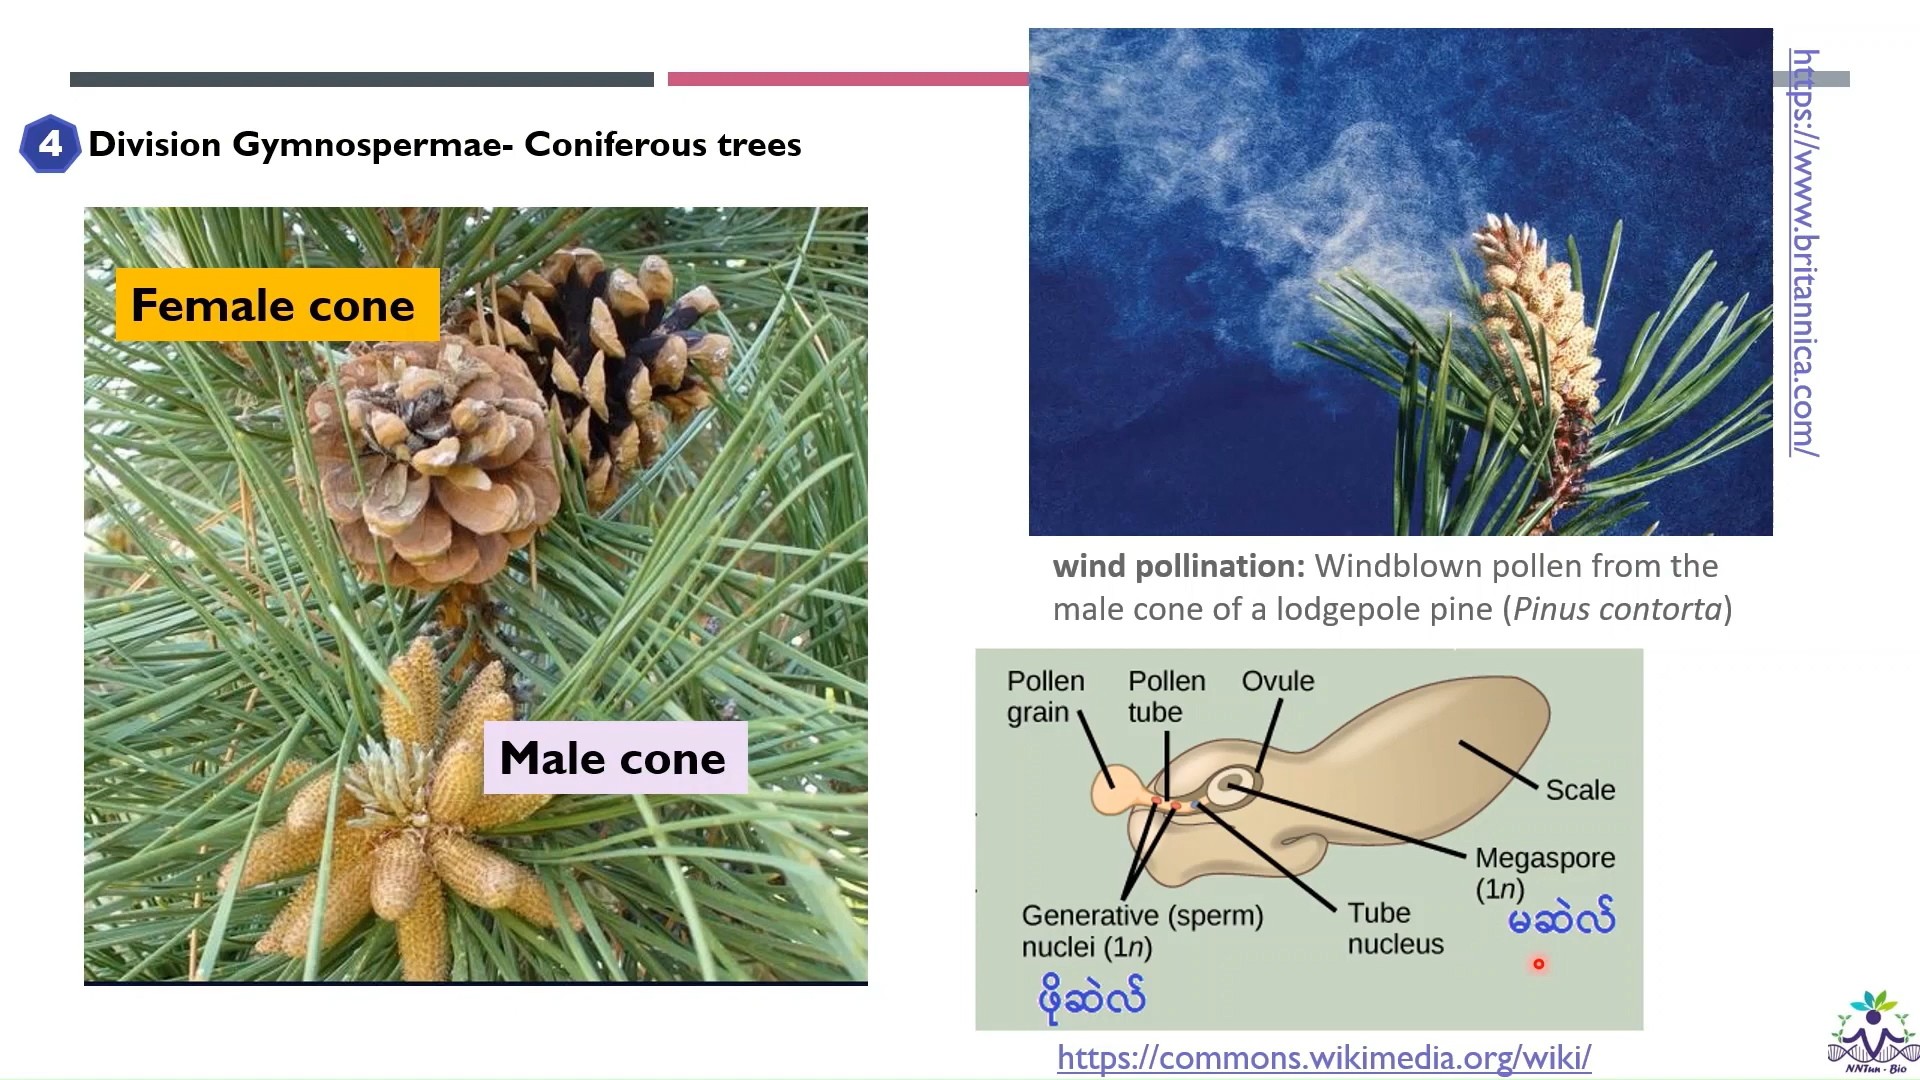 4
Division Gymnospermae- Coniferous trees
Female cone
Male cone
https://www.britannica.com/
wind pollination: Windblown pollen from the
male cone of a lodgepole pine (Pinus contorta)
Pollen
grain
Pollen
tube
Ovule
Scale
Megaspore
(1n)
မဆဲလ်
Generative (sperm)
nuclei (1n)
ဖိုဆဲလ်
Tube
nucleus
https://commons.wikimedia.org/wiki/
NNTun - Bio